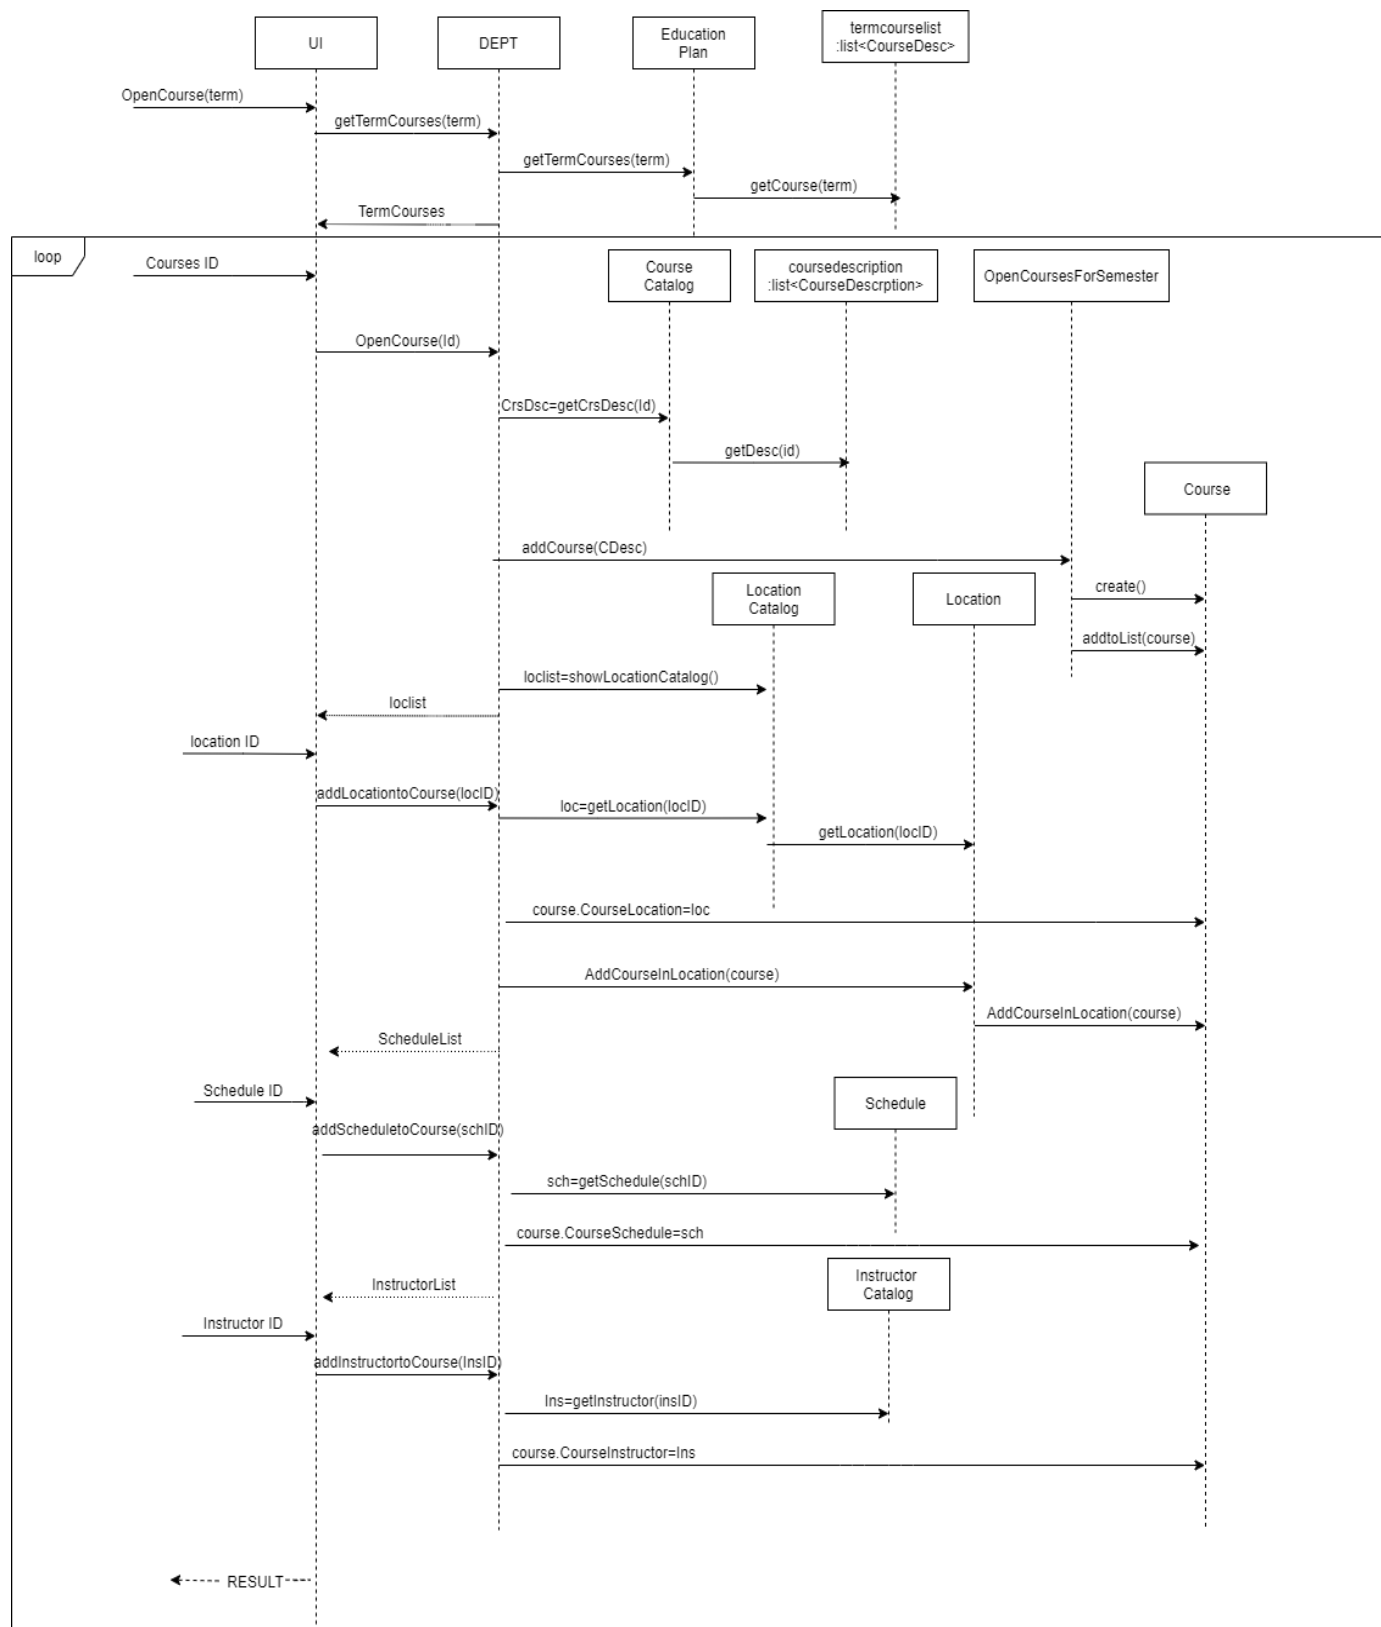 UI
DEPT
Education
Plan
termcourselist
:list<CourseDesc>
OpenCourse(term)
getTermCourses(term)
getTermCourses(term)
getCourse(term)
TermCourses
loop
Courses ID
Course
Catalog
coursedescription
:list<CourseDescrption>
OpenCoursesForSemester
OpenCourse(Id)
CrsDsc=getCrsDesc(Id)
getDesc(id)
Course
addCourse(CDesc)
Location
Catalog
Location
create()
addtoList(course)
loclist=showLocationCatalog()
loclist
location ID
addLocationtoCourse(locID)
loc=getLocation(locID)
getLocation(locID)
course.CourseLocation=loc
AddCourseInLocation(course)
AddCourseInLocation(course)
ScheduleList
Schedule ID
Schedule
addScheduletoCourse(schID)
sch=getSchedule(schID)
course.CourseSchedule=sch
InstructorList
Instructor
Catalog
Instructor ID
addInstructortoCourse(InsID)
Ins=getInstructor(insID)
course.CourseInstructor=Ins
RESULT